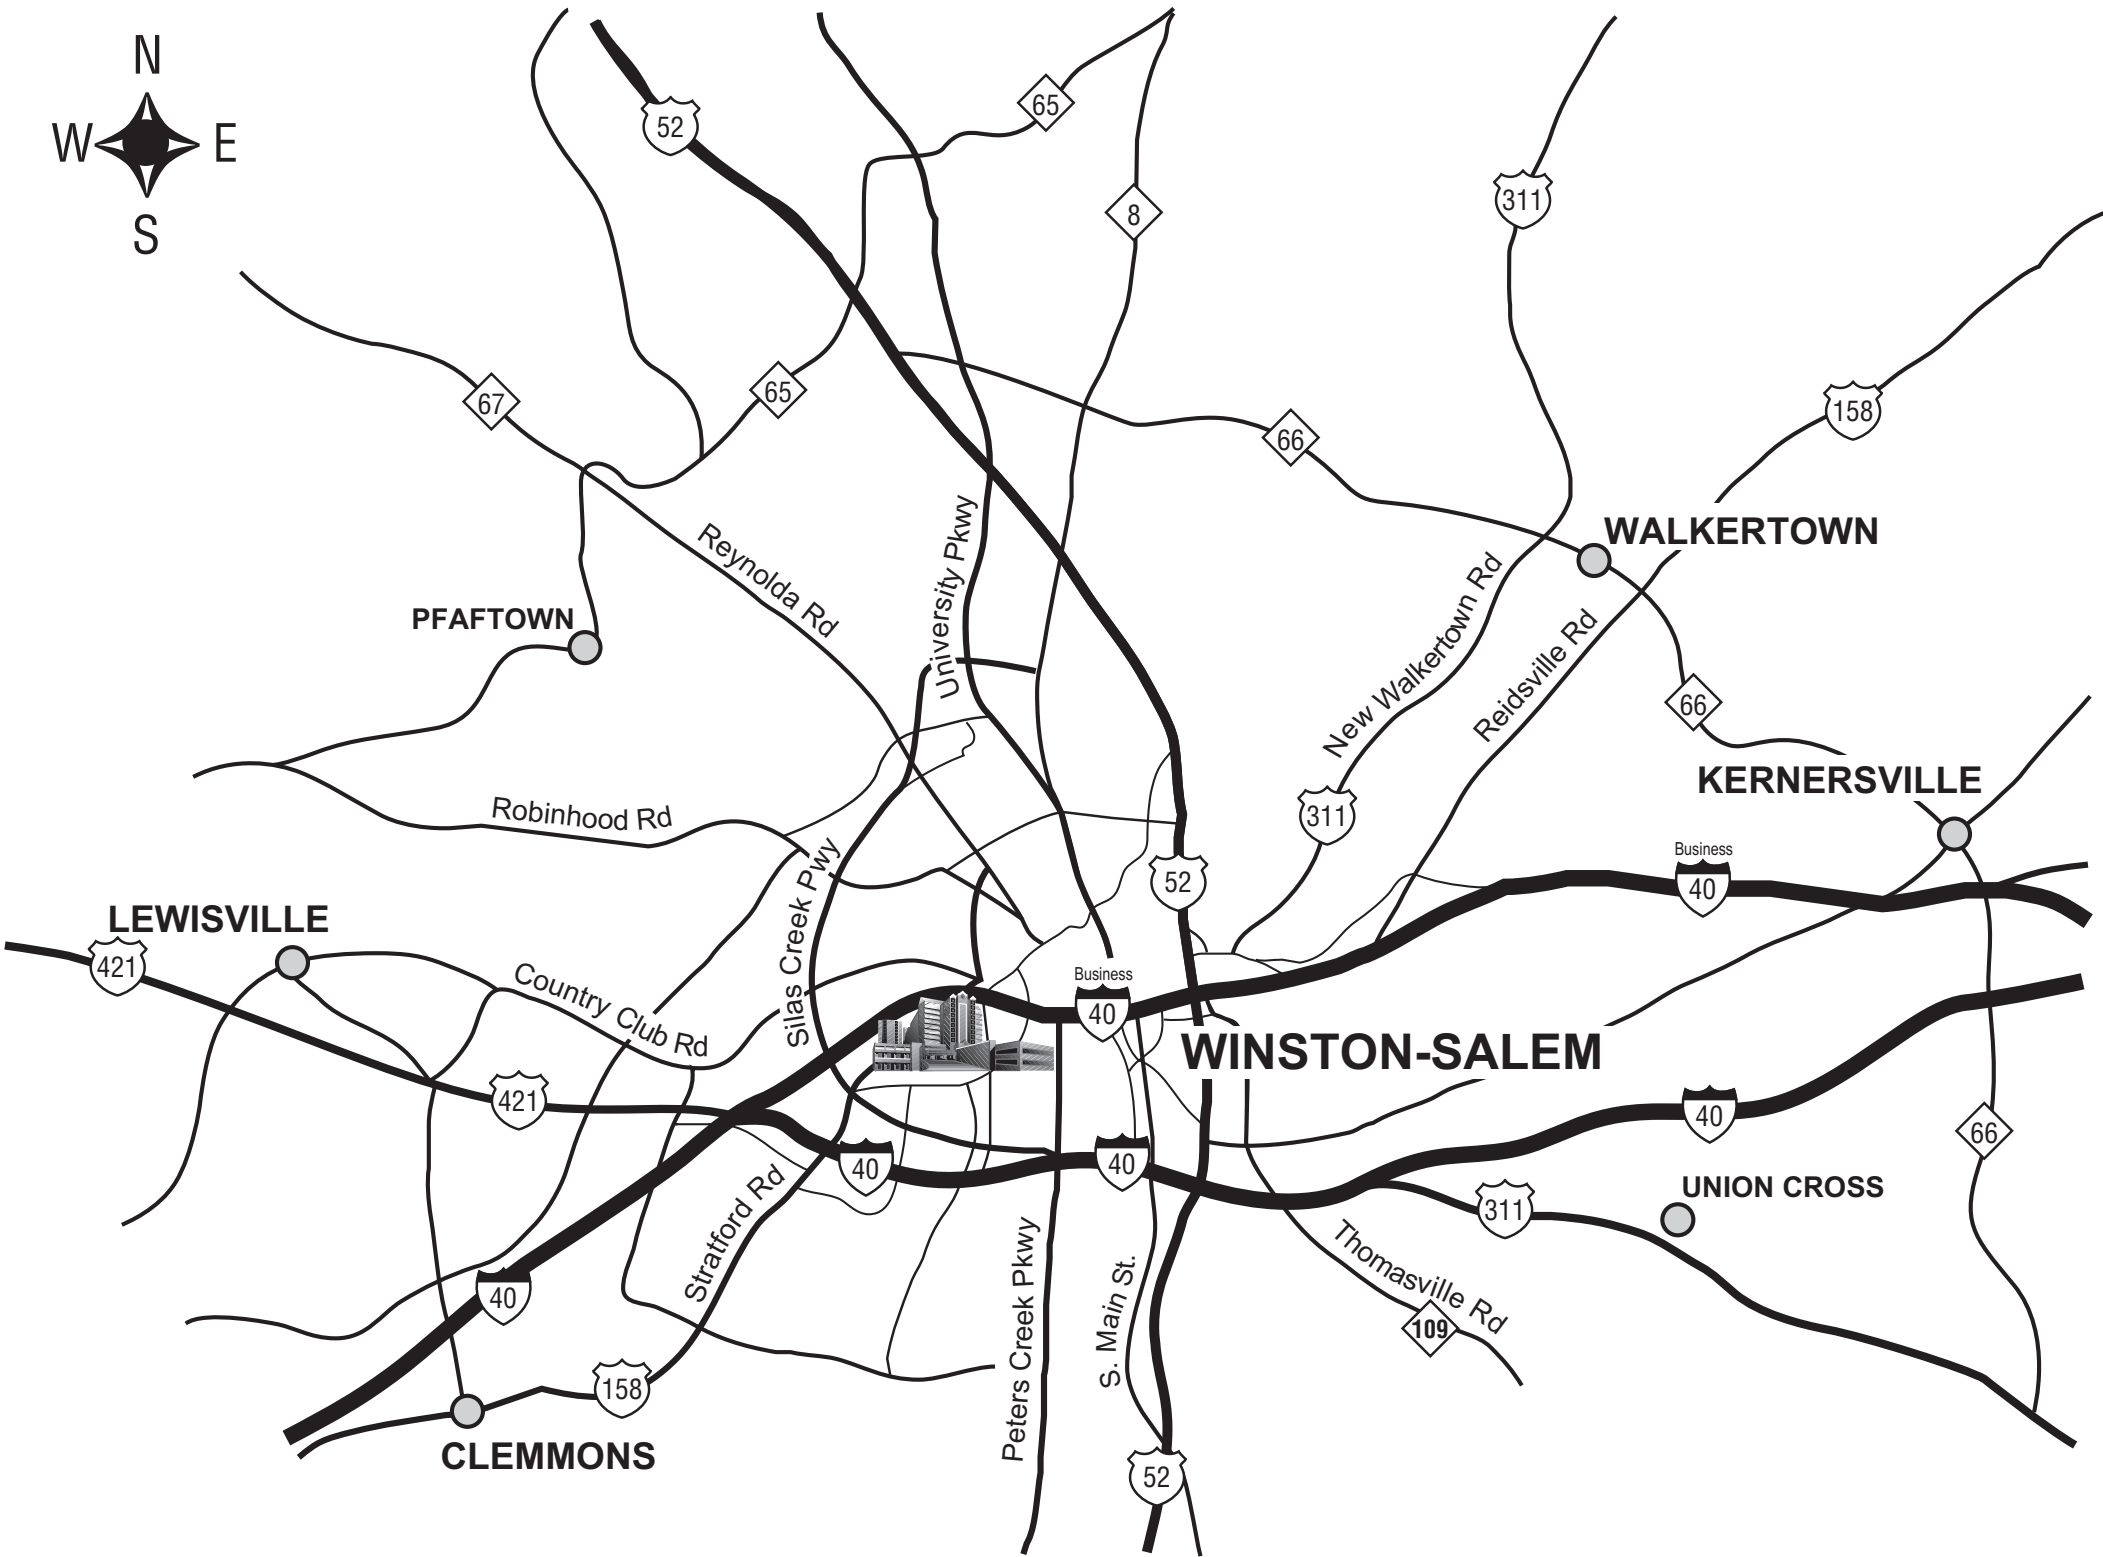 N
W E
S
52
65
8
311
67
65
66
158
WALKERTOWN
Reynolda Rd
University Pkwy
New Walkertown Rd
Reidsville Rd
PFAFTOWN
66
KERNERSVILLE
Robinhood Rd
311
Silas Creek Pwy
52
Business
40
LEWISVILLE
421
Country Club Rd
Business
40
WINSTON-SALEM
421
40
40
40
66
Stratford Rd
311
UNION CROSS
Peters Creek Pkwy
S. Main St.
Thomasville Rd
109
40
158
CLEMMONS
52